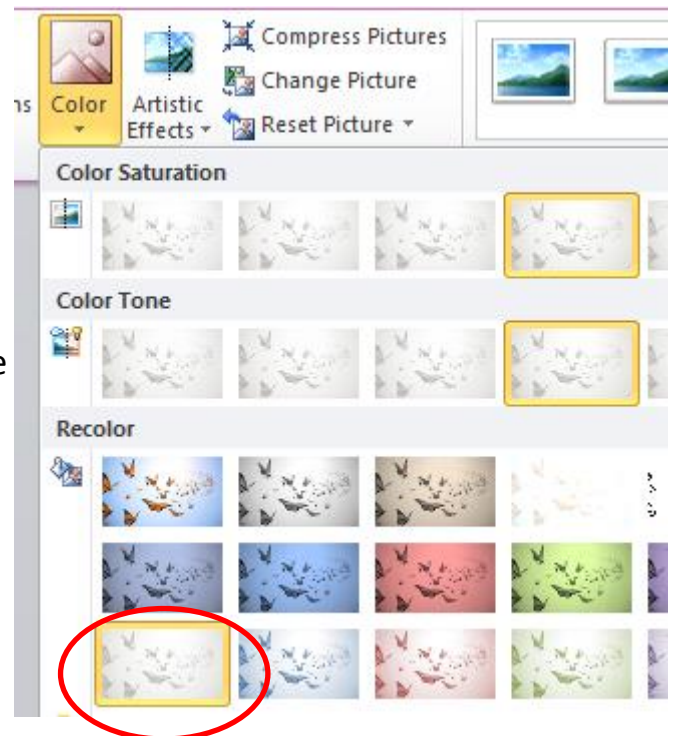 Compress Pictures
Change Picture
ns Color Artistic
Effects Reset Picture
Color Saturation
Color Tone
e
Recolor